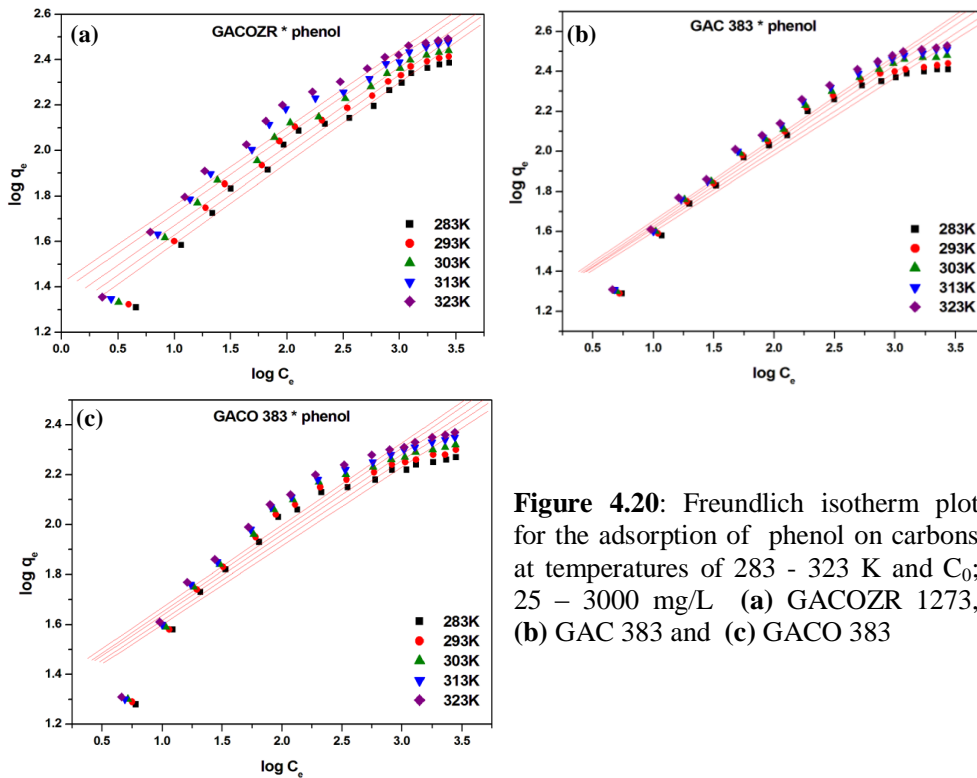 (a)
GACOZR * phenol
2.6
2.4
2.2
2.0
1.8
1.6
1.4
1.2
log qe
283K
293K
303K
313K
323K
0.0 0.5 1.0 1.5 2.0 2.5 3.0 3.5
log Ce
(b)
GAC 383 * phenol
2.4
2.2
2.0
1.8
1.6
1.4
1.2
log qe
283K
293K
303K
313K
323K
0.5 1.0 1.5 2.0 2.5 3.0 3.5
log Ce
(c)
GACO 383 * phenol
2.4
2.2
2.0
1.8
1.6
1.4
1.2
log qe
283K
293K
303K
313K
323K
0.5 1.0 1.5 2.0 2.5 3.0 3.5
log Ce
Figure 4.20: Freundlich isotherm plot
for the adsorption of phenol on carbons
at temperatures of 283 - 323 K and C0;
25 – 3000 mg/L (a) GACOZR 1273,
(b) GAC 383 and (c) GACO 383